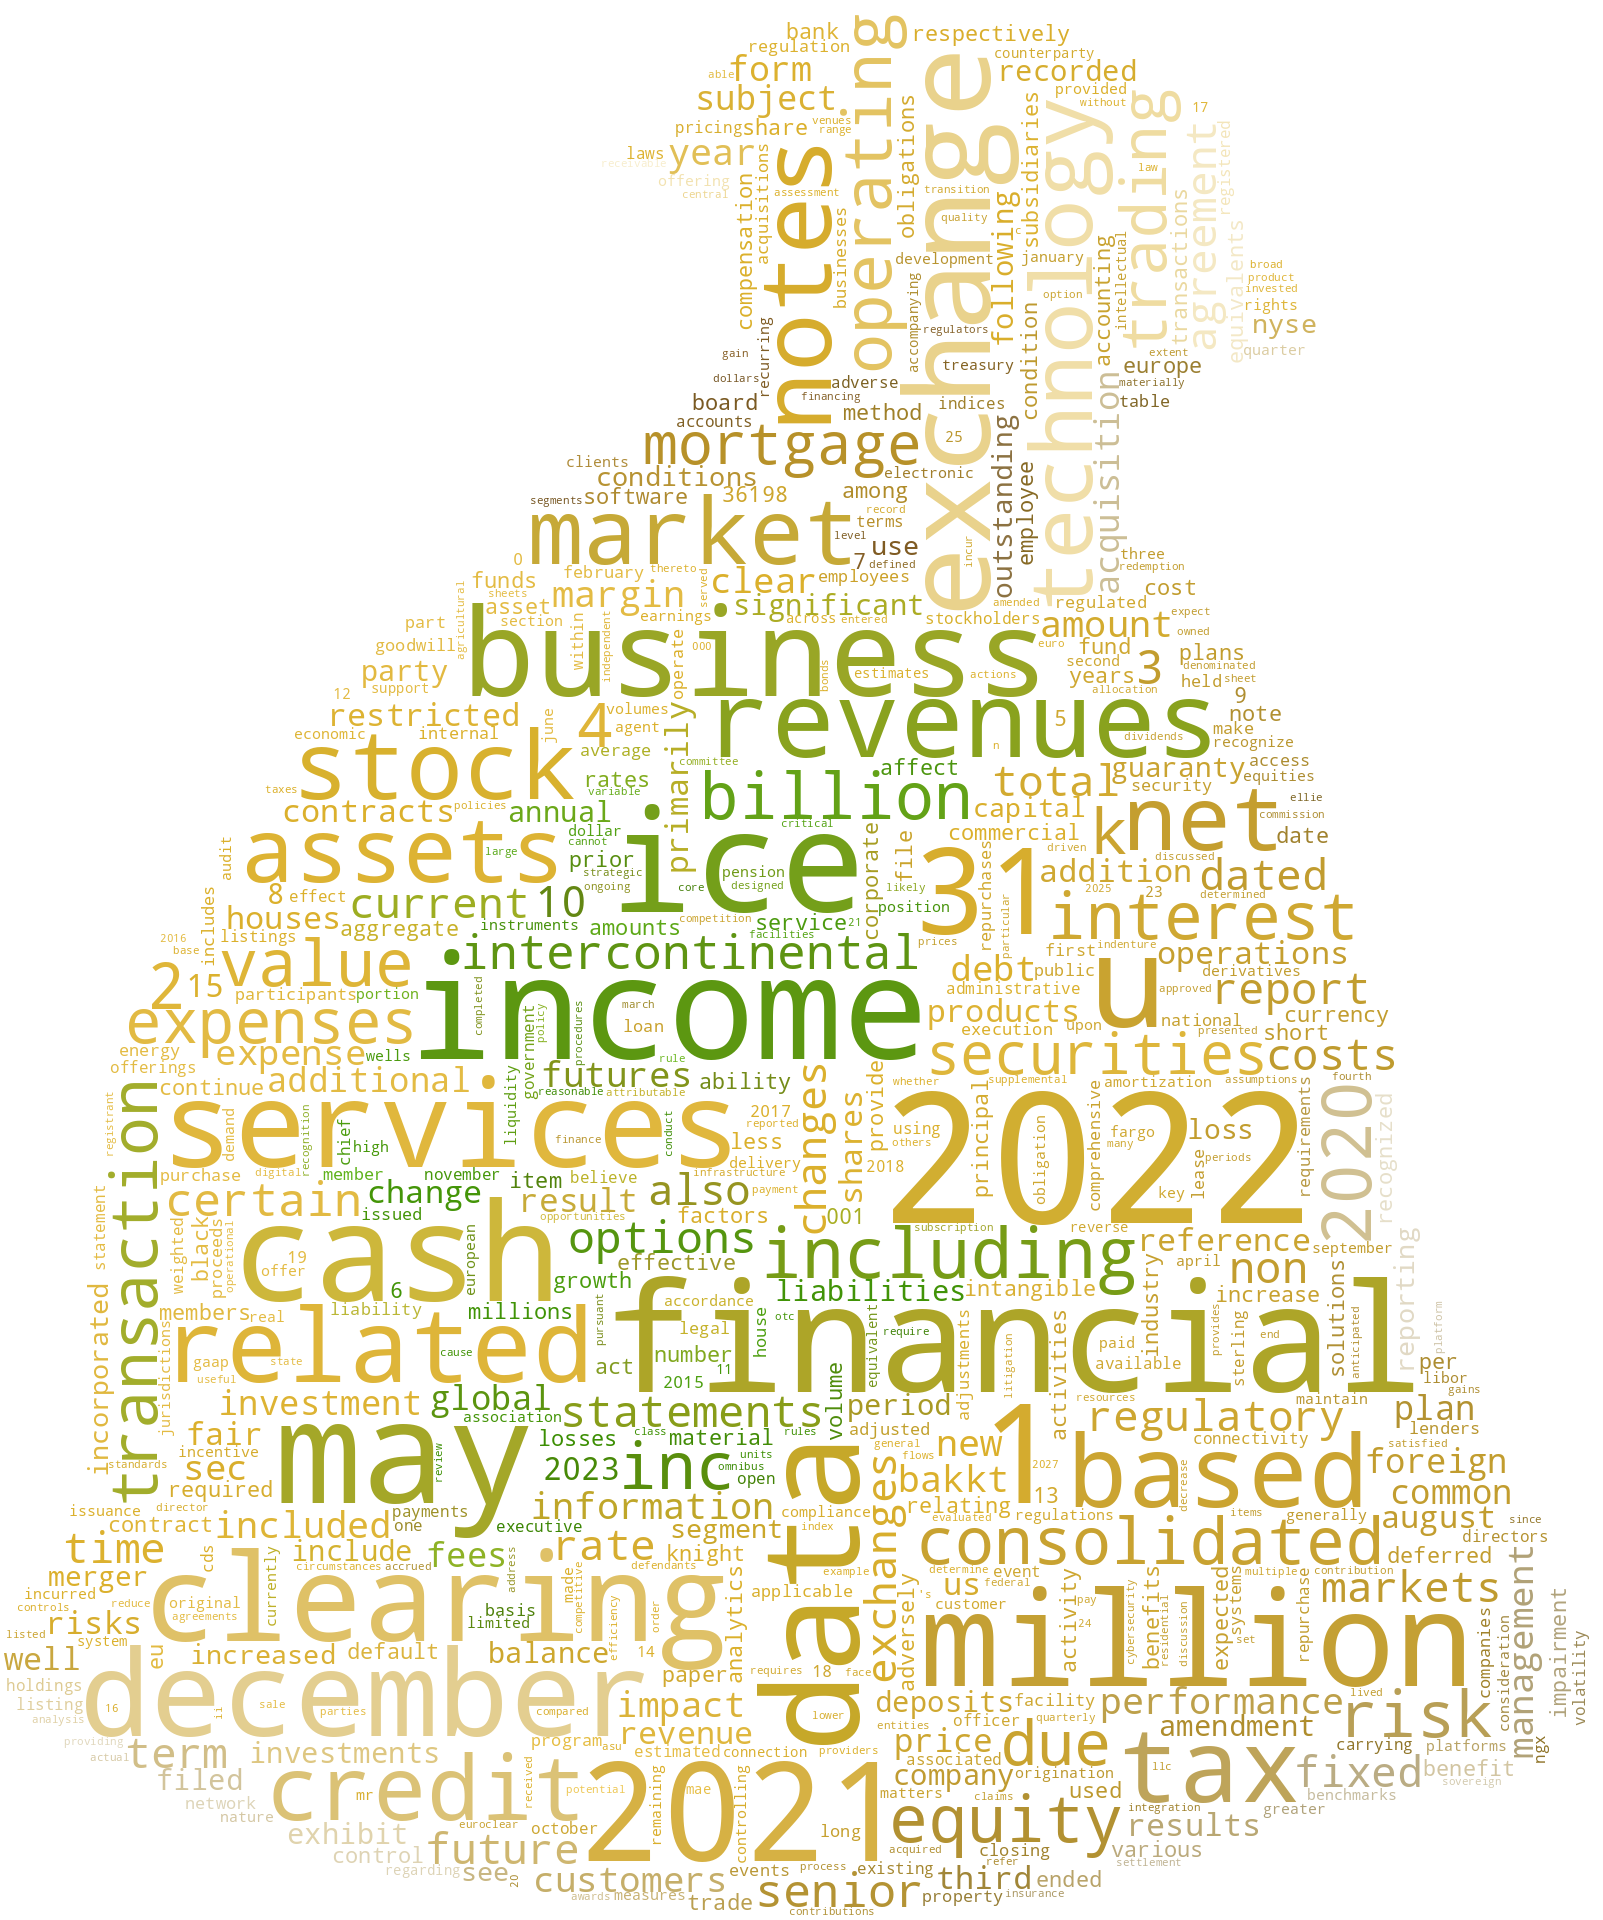 bank
respectively
regulation
counterparty
able
form
recorded
subject
provided
without
17
operating
exchange
technology
trading
pricing
share
venues
range
obligations
subsidiaries
agreement
registered
laws
year
notes
law
receivable
offering
central
assessment
transition
quality
c
compensation
acquisitions
businesses
following
transactions
development
january
intellectual
equivalents
broad
product
invested
rights
option
accompanying
accounting
nyse
regulators
condition
recurring
gain
extent
quarter
treasury
europe
dollars
adverse
materially
financing
board
indices
table
accounts
method
acquisition
mortgage
25
outstanding
clients
electronic
conditions
employee
segments
software
36198
among
record
market
terms
level
use
7
defined
incur
three
0
february
thereto
redemption
funds
clear
employees
cost
sheets
served
agricultural
asset
margin
significant
amended
regulated
expect
section
earnings
across
entered
stockholders
amount
owned
part
within
independent
business
goodwill
000
euro
fund
plans
second
denominated
party
operate
bonds
estimates
actions
years
3
held
sheet
support
allocation
12
9
restricted
4
volumes
revenues
5
note
june
agent
make
economic
internal
dividends
recognize
stock
average
primarily
n
committee
affect
guaranty
access
rates
billion
total
security
equities
taxes
variable
contracts
policies
annual
capital
k
net
ellie
commission
critical
dollar
commercial
date
assets
cannot
ice
corporate
file
driven
audit
large
prior
31
discussed
strategic
pension
repurchases
addition
dated
ongoing
core
designed
likely
2025
23
determined
8
effect
current
10
position
houses
competition
service
21
interest
includes
aggregate
instruments
amounts
facilities
particular
listings
2016
base
intercontinental
prices
first
indenture
operations
value
debt
public
derivatives
2
15
participants
portion
completed
income
administrative
u
approved
report
march
products
currency
expenses
government
policy
procedures
loan
execution
upon
national
presented
short
energy
expense
wells
rule
securities
costs
offerings
continue
additional
futures
ability
whether
supplemental
amortization
assumptions
fourth
reasonable
attributable
changes
transaction
services
liquidity
2022
2020
registrant
demand
recognition
chief
2017
reported
shares
provide
principal
comprehensive
requirements
recognized
high
finance
conduct
less
using
others
obligation
fargo
many
loss
delivery
purchase
digital
member
november
item
believe
infrastructure
2018
lease
periods
certain
change
result
also
payment
key
issued
opportunities
factors
001
subscription
reverse
statement
weighted
black
proceeds
operational
cash
european
options
including
reference
september
19
offer
effective
april
non
reporting
6
growth
liabilities
intangible
industry
increase
solutions
incorporated
members
real
liability
millions
pursuant
accordance
financial
legal
house
otc
equivalent
require
adjustments
litigation
activities
paid
provides
end
sterling
anticipated
platform
jurisdictions
related
gaap
state
cause
number
available
per
useful
act
11
2015
libor
investment
global
resources
maintain
gains
association
statements
volume
period
regulatory
plan
fair
may
class
rules
adjusted
lenders
incentive
losses
material
general
new
1
connectivity
satisfied
standards
sec
review
2023
inc
units
omnibus
open
flows
bakkt
2027
based
foreign
required
decrease
issuance
director
payments
information
exchanges
relating
13
common
contract
included
one
executive
data
compliance
evaluated
regulations
items
generally
august
since
time
cds
include
fees
rate
segment
index
consolidated
directors
circumstances
accrued
knight
example
determine
event
deferred
merger
currently
address
defendants
us
federal
multiple
contribution
incurred
reduce
original
made
competitive
applicable
's
customer
activity
cybersecurity
benefits
pay
markets
controls
clearing
basis
order
analytics
adversely
24
residential
discussion
expected
systems
set
repurchase
management
impairment
listed
risks
agreements
limited
efficiency
million
companies
consideration
volatility
system
well
eu
increased
default
balance
14
paper
requires
18
face
holdings
december
impact
deposits
facility
performance
lived
risk
listing
16
sale
parties
compared
lower
entities
officer
quarterly
amendment
analysis
ii
revenue
price
ngx
providing
program
asu
associated
carrying
platforms
actual
term
investments
estimated
connection
providers
due
tax
filed
received
company
origination
llc
fixed
benefit
sovereign
credit
potential
remaining
mae
controlling
matters
claims
used
benchmarks
network
mr
2021
equity
integration
greater
nature
euroclear
october
long
results
exhibit
future
acquired
closing
various
control
regarding
see
20
customers
events
process
existing
refer
settlement
third
ended
awards
measures
trade
senior
property
insurance
contributions